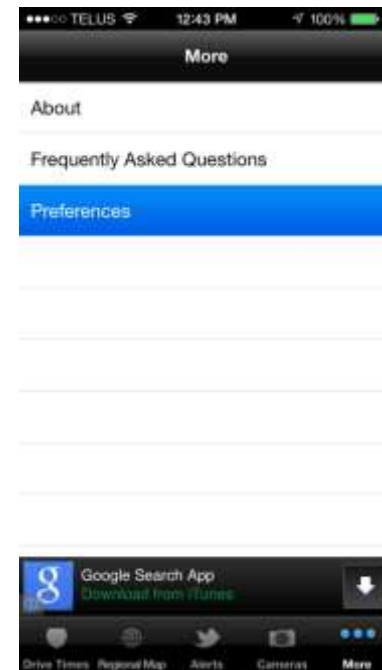 TELUS 12:43 PM 100%
More
About
Frequently Asked Questions
Preferences
Google Search App
Download from iTunes
Drive Times Regional Map Alerts Cameras More